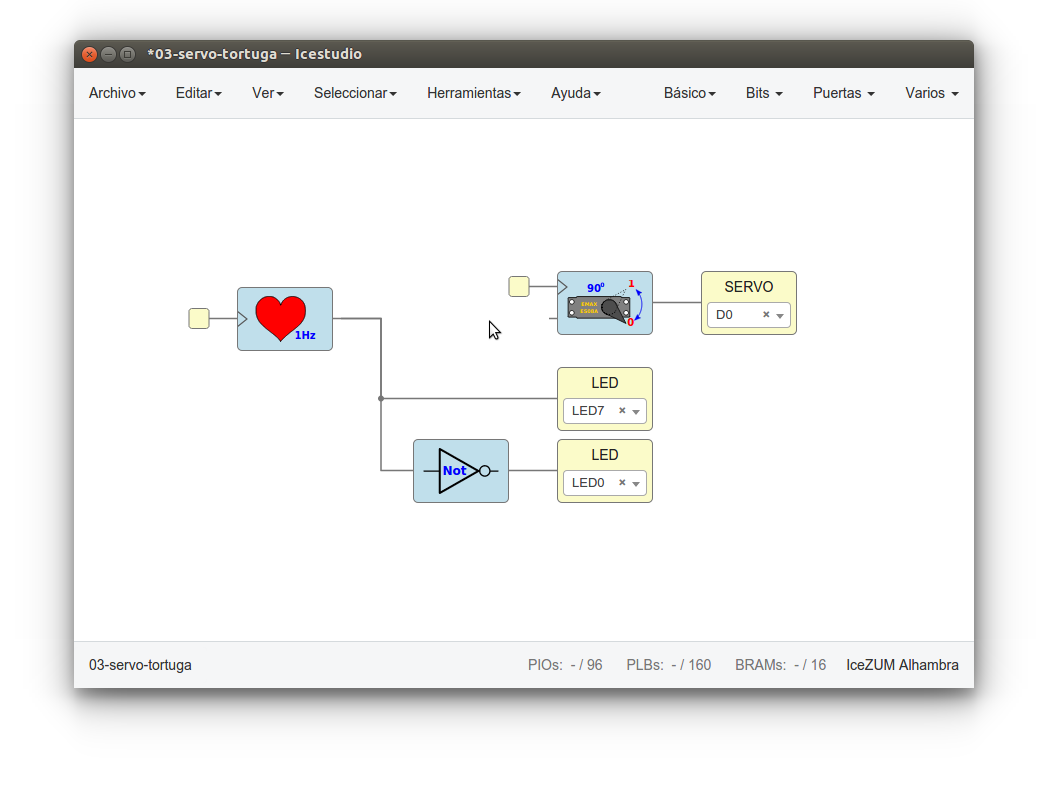 *03-servo-tortuga — Icestudio
Archivo Editar Ver Seleccionar Herramientas Ayuda Básico Bits Puertas Varios
90º 1
EMAX
ES08A
0
SERVO
D0 ×
1Hz
LED
LED7 ×
Not
LED
LED0 ×
03-servo-tortuga PIOs: - / 96 PLBs: - / 160 BRAMs: - / 16 IceZUM Alhambra